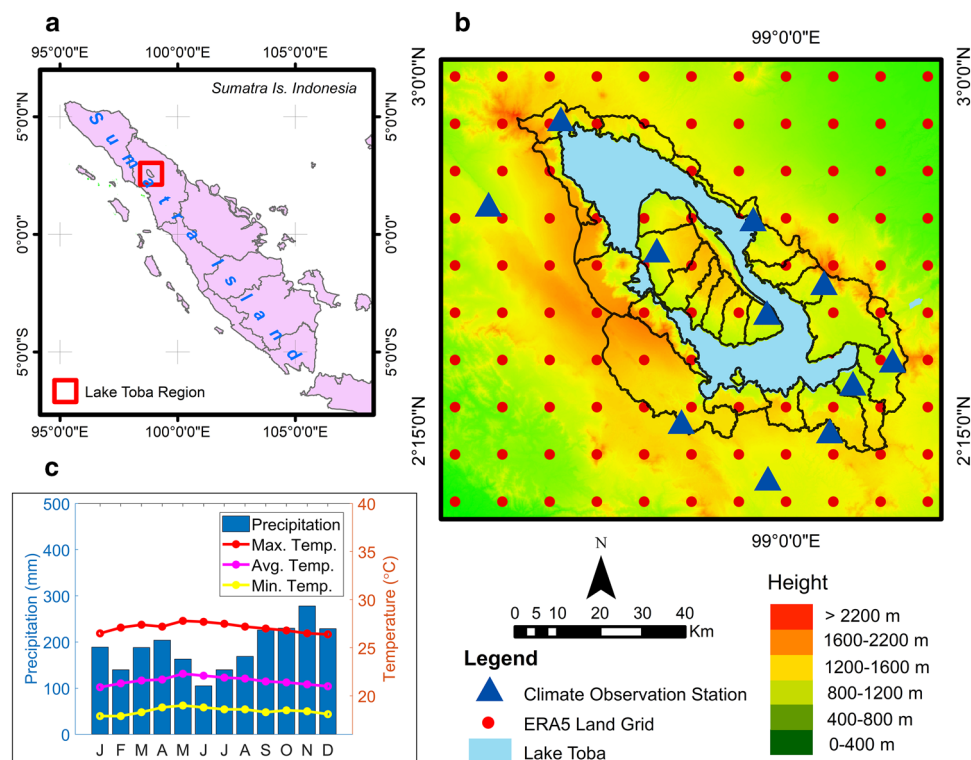 a
95°0'0"E 100°0'0"E 105°0'0"E
Sumatra Is. Indonesia
5°0'0"N 5°0'0"N
0°0'0" 0°0'0"
5°0'0"S 5°0'0"S
Sumatra Island
Lake Toba Region
95°0'0"E 100°0'0"E 105°0'0"E
b
99°0'0"E
3°0'0"N 3°0'0"N
2°15'0"N 2°15'0"N
99°0'0"E
c
500 40
400 35
300 30
200 25
100 20
0
Precipitation (mm)
Temperature (°C)
Precipitation
Max. Temp.
Avg. Temp.
Min. Temp.
J F M A M J J A S O N D
N
0 5 10 20 30 40
Km
Legend
Climate Observation Station
ERA5 Land Grid
Lake Toba
Height
> 2200 m
1600-2200 m
1200-1600 m
800-1200 m
400-800 m
0-400 m